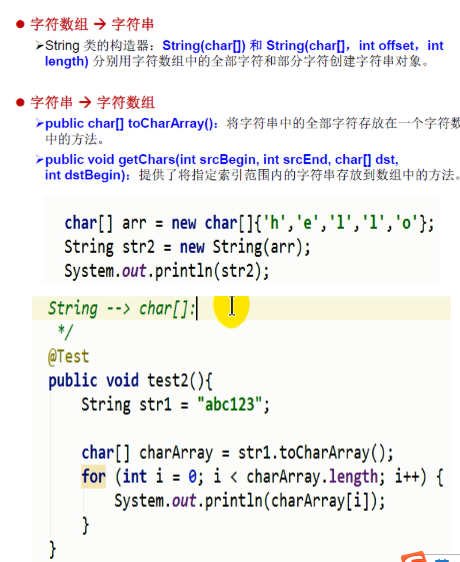 ● 字符数组 → 字符串
➢String 类的构造器：String(char[]) 和 String(char[]，int offset，int
length) 分别用字符数组中的全部字符和部分字符创建字符串对象。
● 字符串 → 字符数组
➢public char[] toCharArray()：将字符串中的全部字符存放在一个字符数
中的方法。
➢public void getChars(int srcBegin, int srcEnd, char[] dst,
int dstBegin)：提供了将指定索引范围内的字符串存放到数组中的方法。
char[] arr = new char[]{'h','e','l','l','o'};
String str2 = new String(arr);
System.out.println(str2);
String --> char[]:
*/
@Test
public void test2(){
String str1 = "abc123";
char[] charArray = str1.toCharArray();
for (int i = 0; i < charArray.length; i++) {
System.out.println(charArray[i]);
}
}